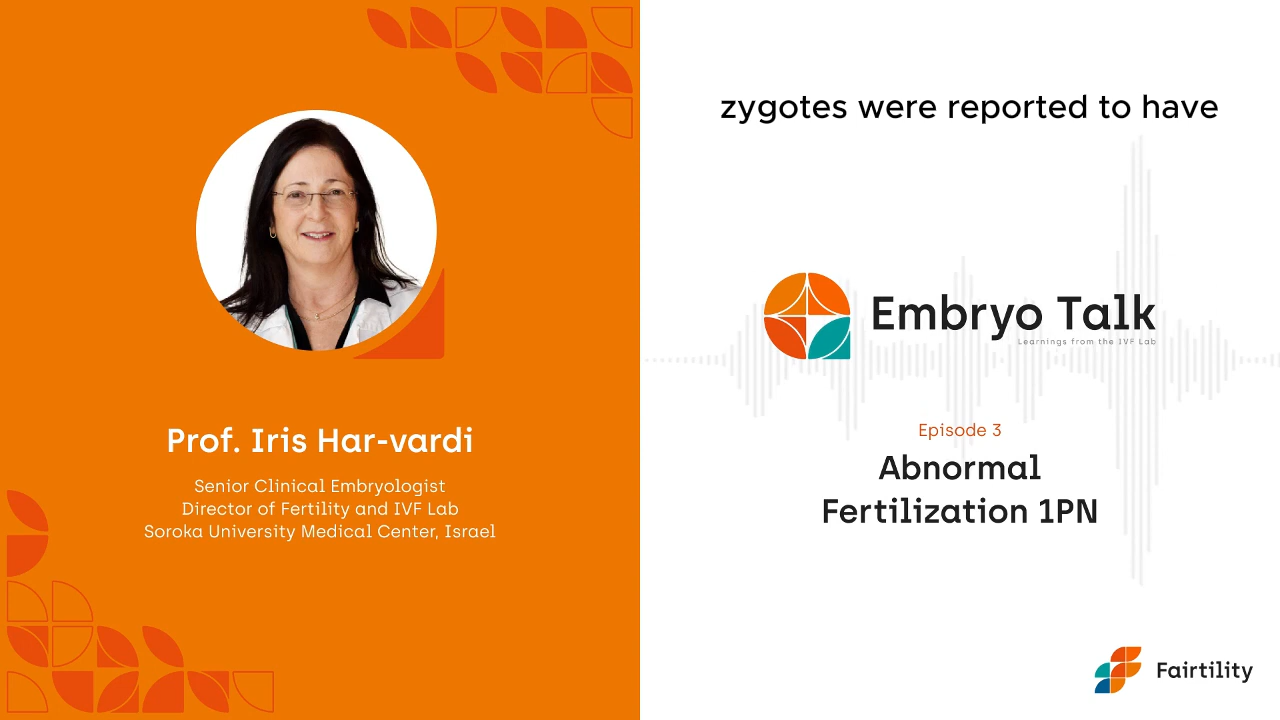 zygotes were reported to have
Embryo Talk
Learnings from the IVF Lab
Prof. Iris Har-vardi
Senior Clinical Embryologist
Director of Fertility and IVF Lab
Soroka University Medical Center, Israel
Episode 3
Abnormal
Fertilization 1PN
Fairtility